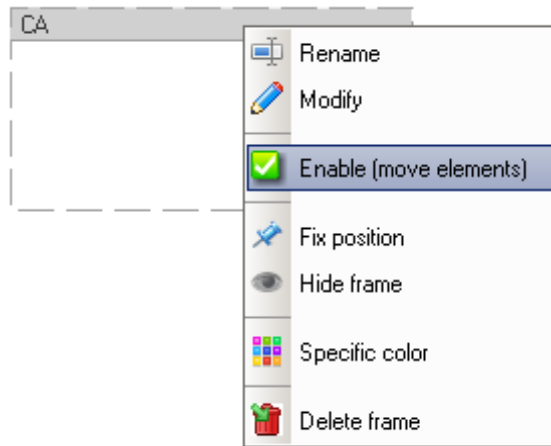 CA
Rename
Modify
Enable (move elements)
Fix position
Hide frame
Specific color
Delete frame